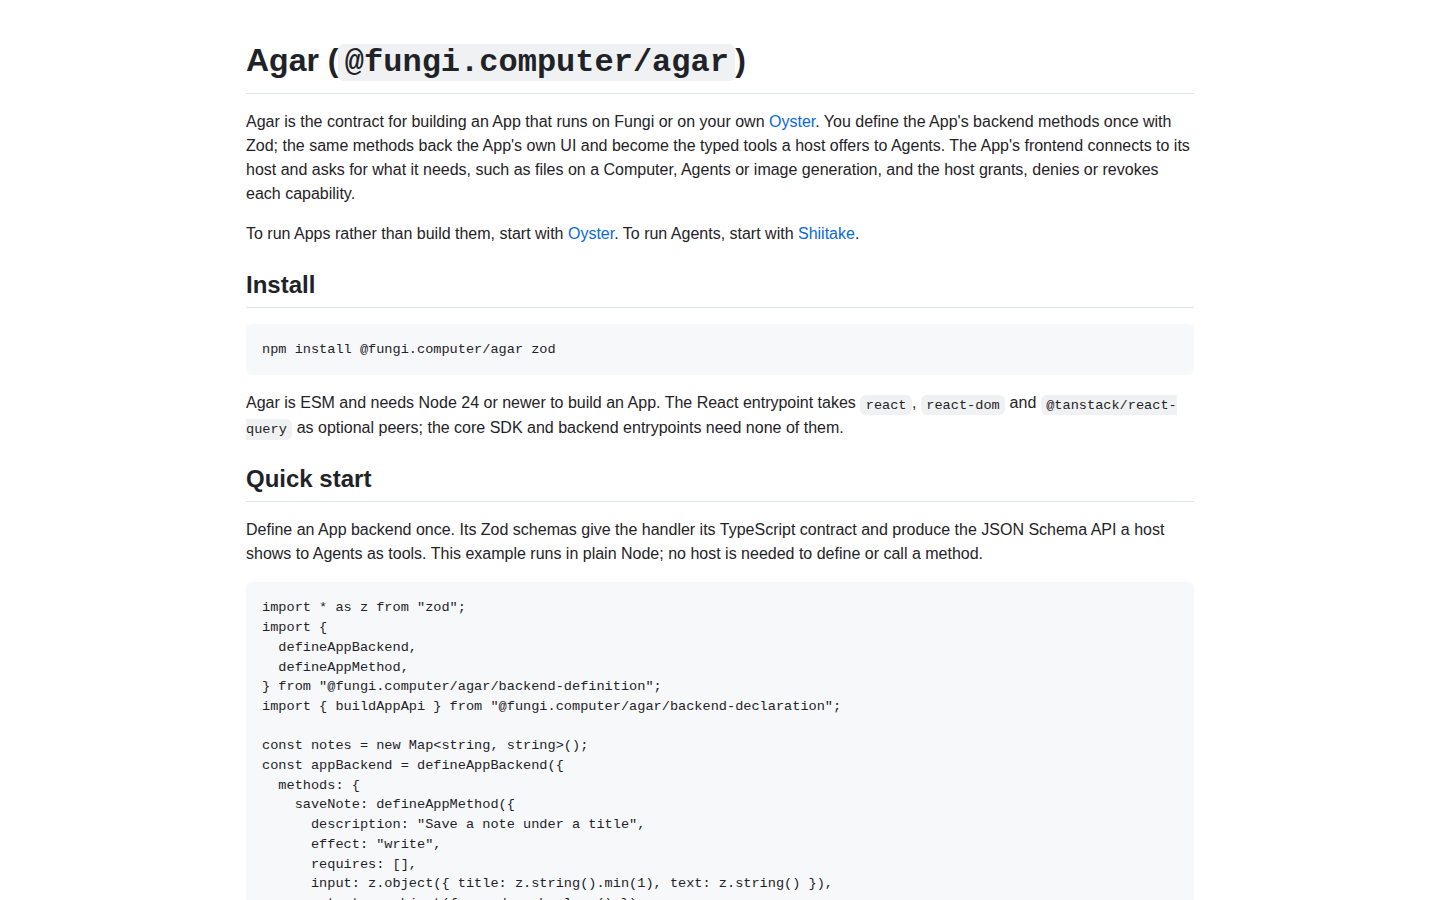 Agar (@fungi.computer/agar)
Agar is the contract for building an App that runs on Fungi or on your own Oyster. You define the App's backend methods once with
Zod; the same methods back the App's own UI and become the typed tools a host offers to Agents. The App's frontend connects to its
host and asks for what it needs, such as files on a Computer, Agents or image generation, and the host grants, denies or revokes
each capability.
To run Apps rather than build them, start with Oyster. To run Agents, start with Shiitake.
Install
npm install @fungi.computer/agar zod
Agar is ESM and needs Node 24 or newer to build an App. The React entrypoint takes react, react-dom and @tanstack/react-
query as optional peers; the core SDK and backend entrypoints need none of them.
Quick start
Define an App backend once. Its Zod schemas give the handler its TypeScript contract and produce the JSON Schema API a host
shows to Agents as tools. This example runs in plain Node; no host is needed to define or call a method.
import * as z from "zod";
import {
  defineAppBackend,
  defineAppMethod,
} from "@fungi.computer/agar/backend-definition";
import { buildAppApi } from "@fungi.computer/agar/backend-declaration";
const notes = new Map<string, string>();
const appBackend = defineAppBackend({
  methods: {
    saveNote: defineAppMethod({
      description: "Save a note under a title",
      effect: "write",
      requires: [],
      input: z.object({ title: z.string().min(1), text: z.string() }),